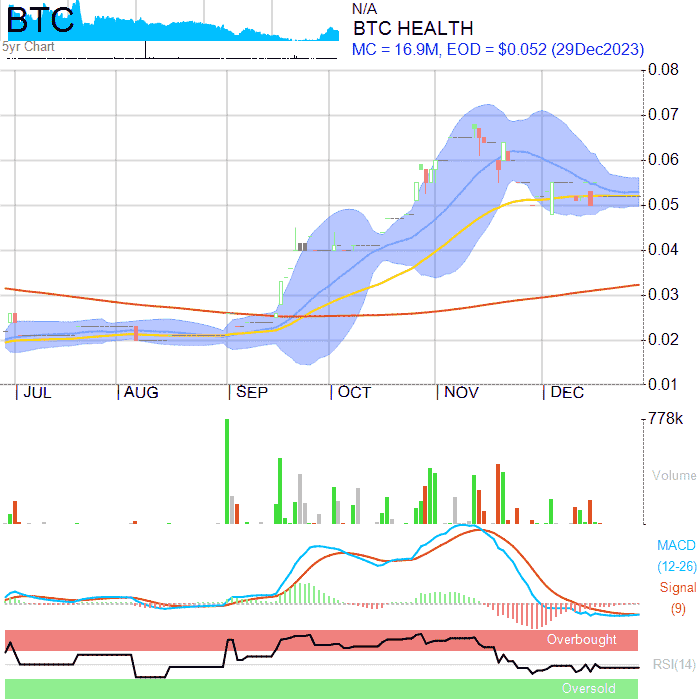 BTC
5yr Chart
N/A
BTC HEALTH
MC = 16.9M, EOD = $0.052 (29Dec2023)
0.08
0.07
0.06
0.05
0.04
0.03
0.02
0.01
JUL AUG SEP OCT NOV DEC
778k
Volume
MACD
(12-26)
Signal
(9)
Overbought
RSI(14)
Oversold